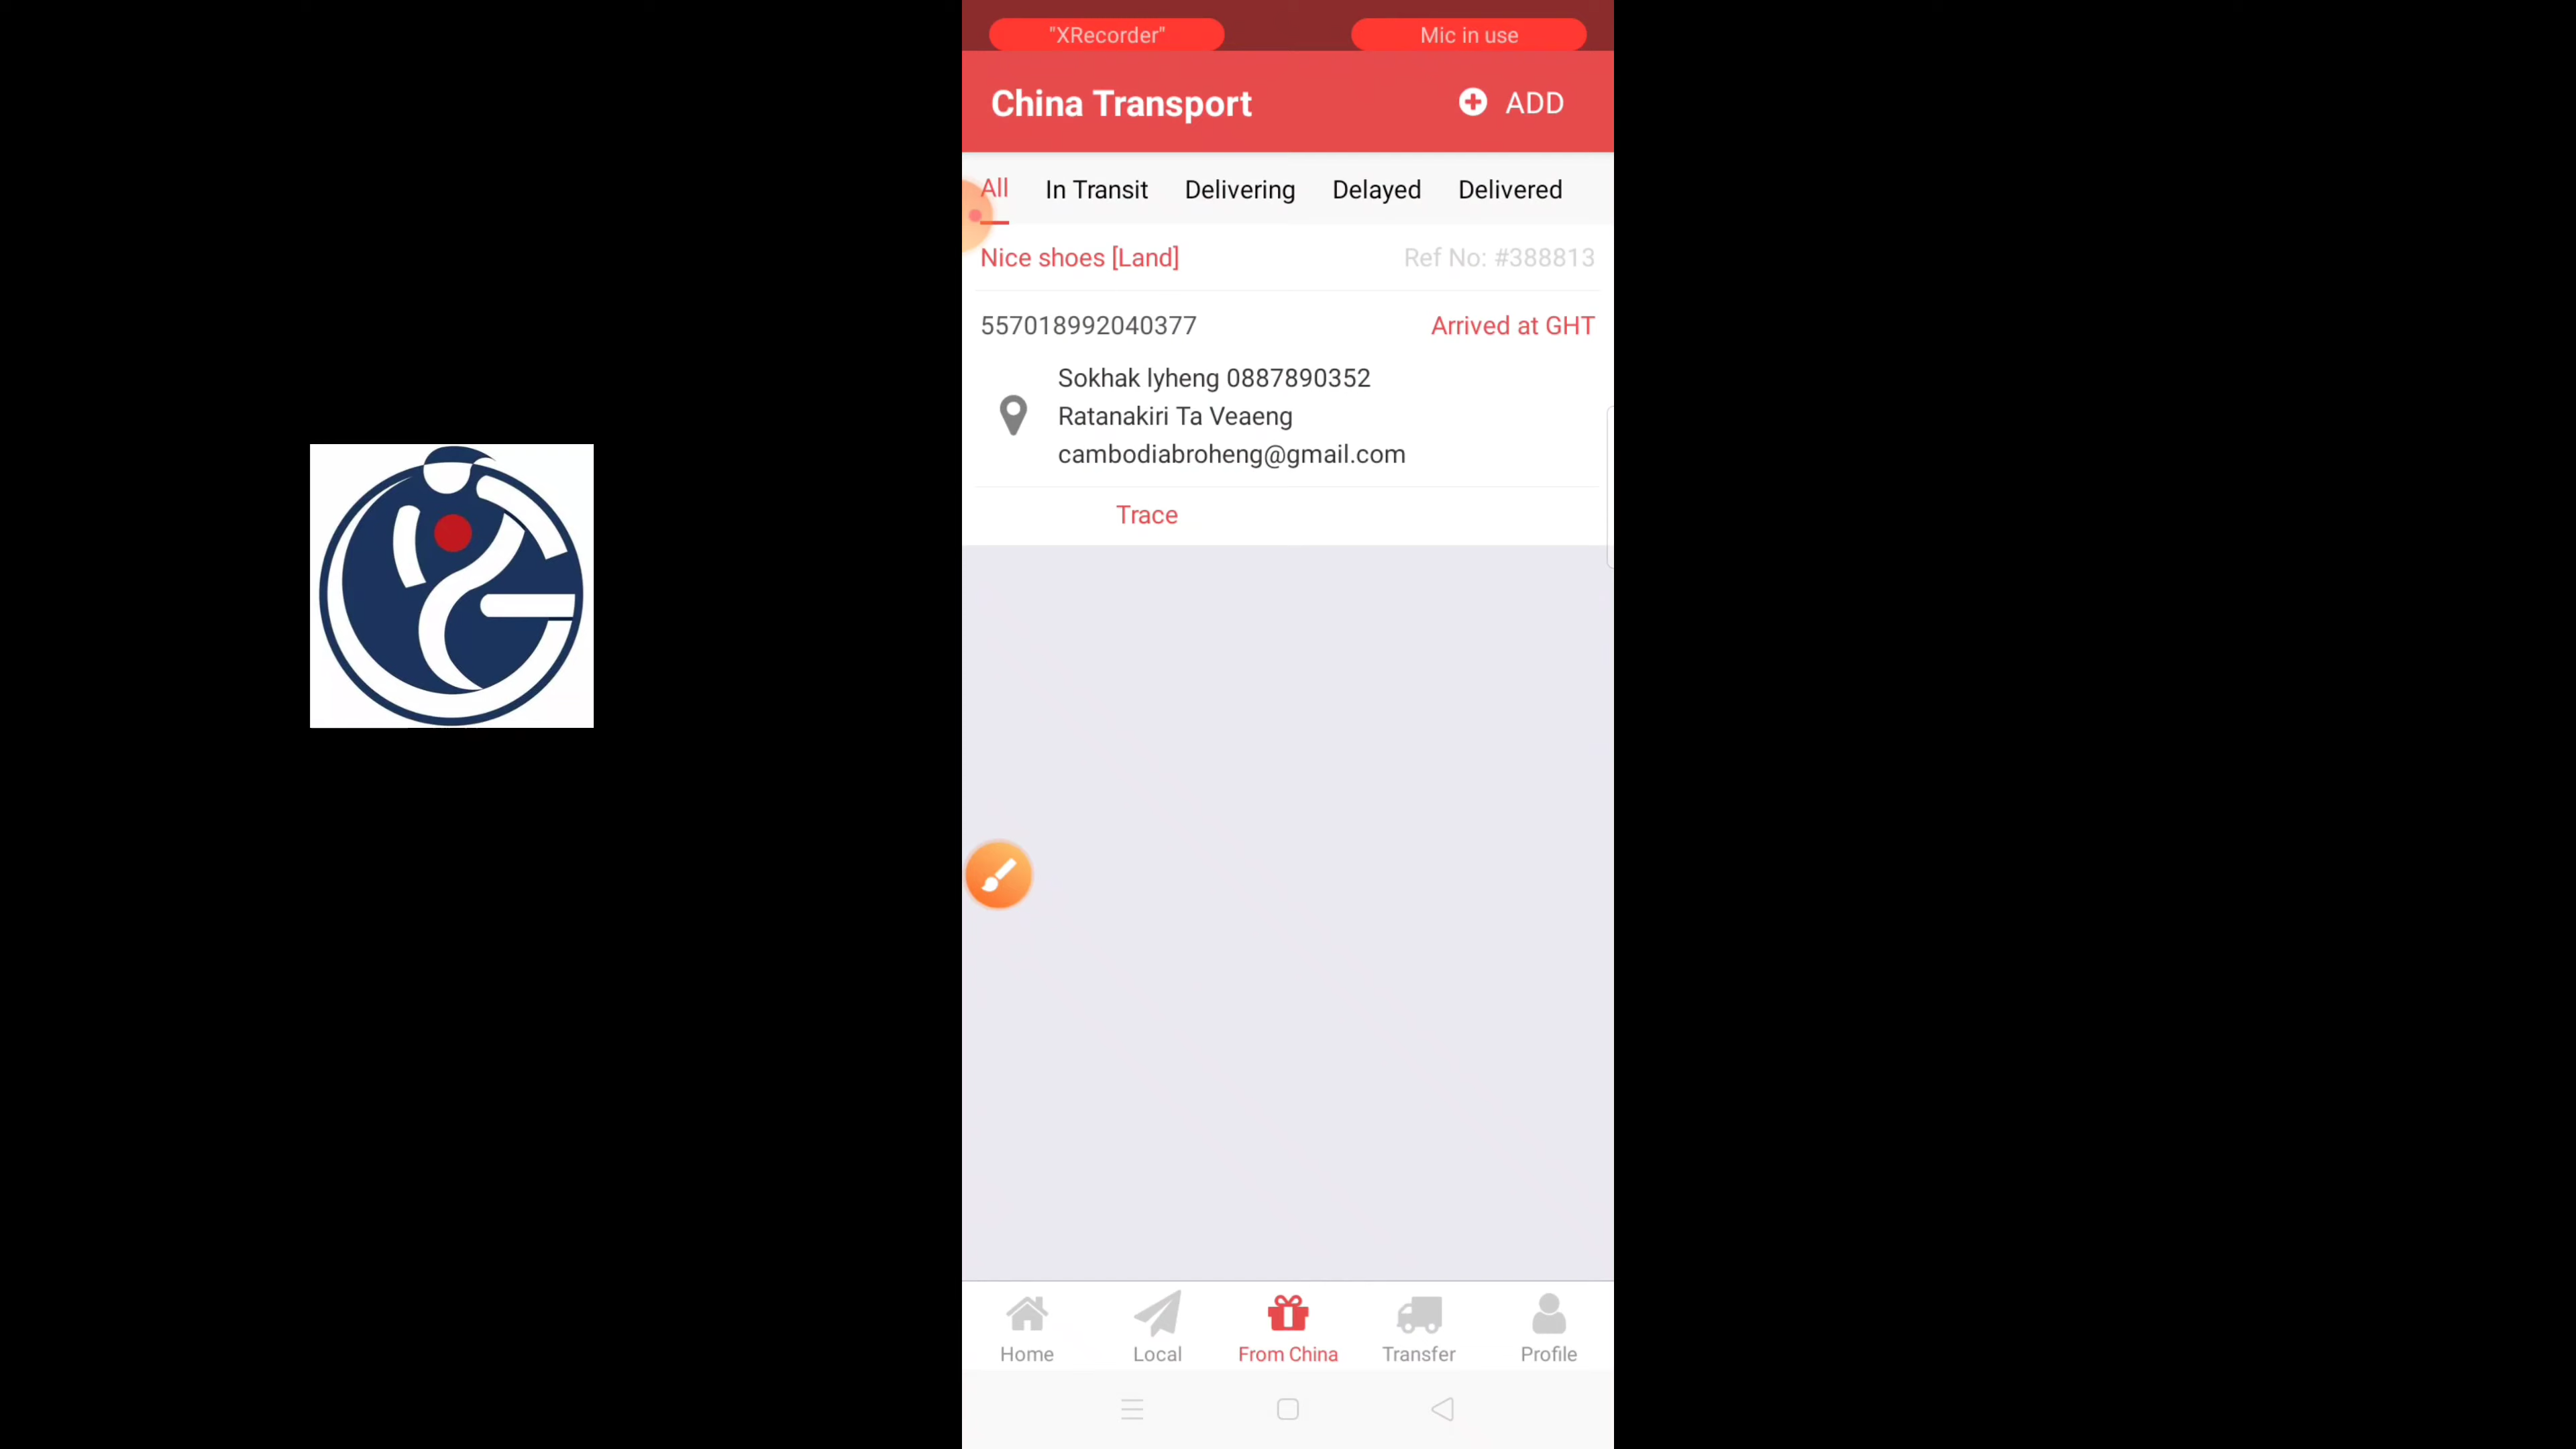 "XRecorder" Mic in use
China Transport ADD
All In Transit Delivering Delayed Delivered
Nice shoes [Land] Ref No: #388813
557018992040377 Arrived at GHT
Sokhak lyheng 0887890352
Ratanakiri Ta Veaeng
cambodiabroheng@gmail.com
Trace
Home Local From China Transfer Profile